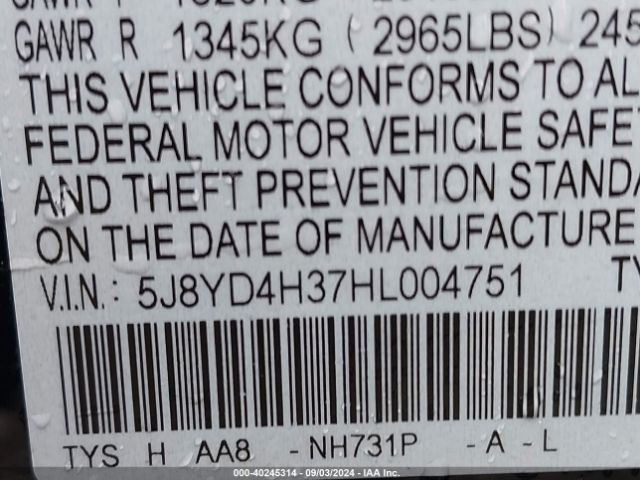 GAWR R 1345KG ( 2965LBS) 245
THIS VEHICLE CONFORMS TO AL
FEDERAL MOTOR VEHICLE SAFE
AND THEFT PREVENTION STANDA
ON THE DATE OF MANUFACTURE
V.I.N.: 5J8YD4H37HL004751 TY
TYS H AA8 -NH731P -A-L
000-40245314 - 09/03/2024 - IAA Inc.